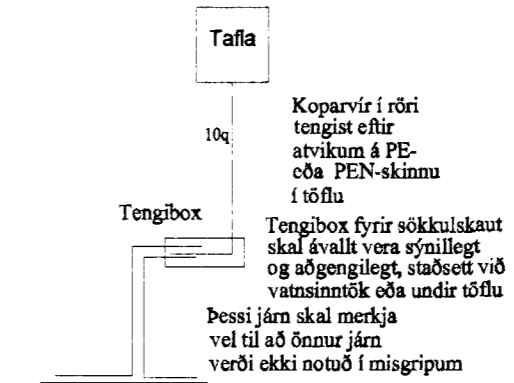 Tafla
10q
Koparvír í röri
tengist eftir
atvikum á PE-
eða PEN-skinnu
í töflu
Tengibox
Tengibox fyrir sökkulskaut
skal ávallt vera sýnillegt
og aðgengilegt, staðsett við
vatnsinntök eða undir töflu
Þessi járn skal merkja
vel til að önnur járn
verði ekki notuð í misgripum